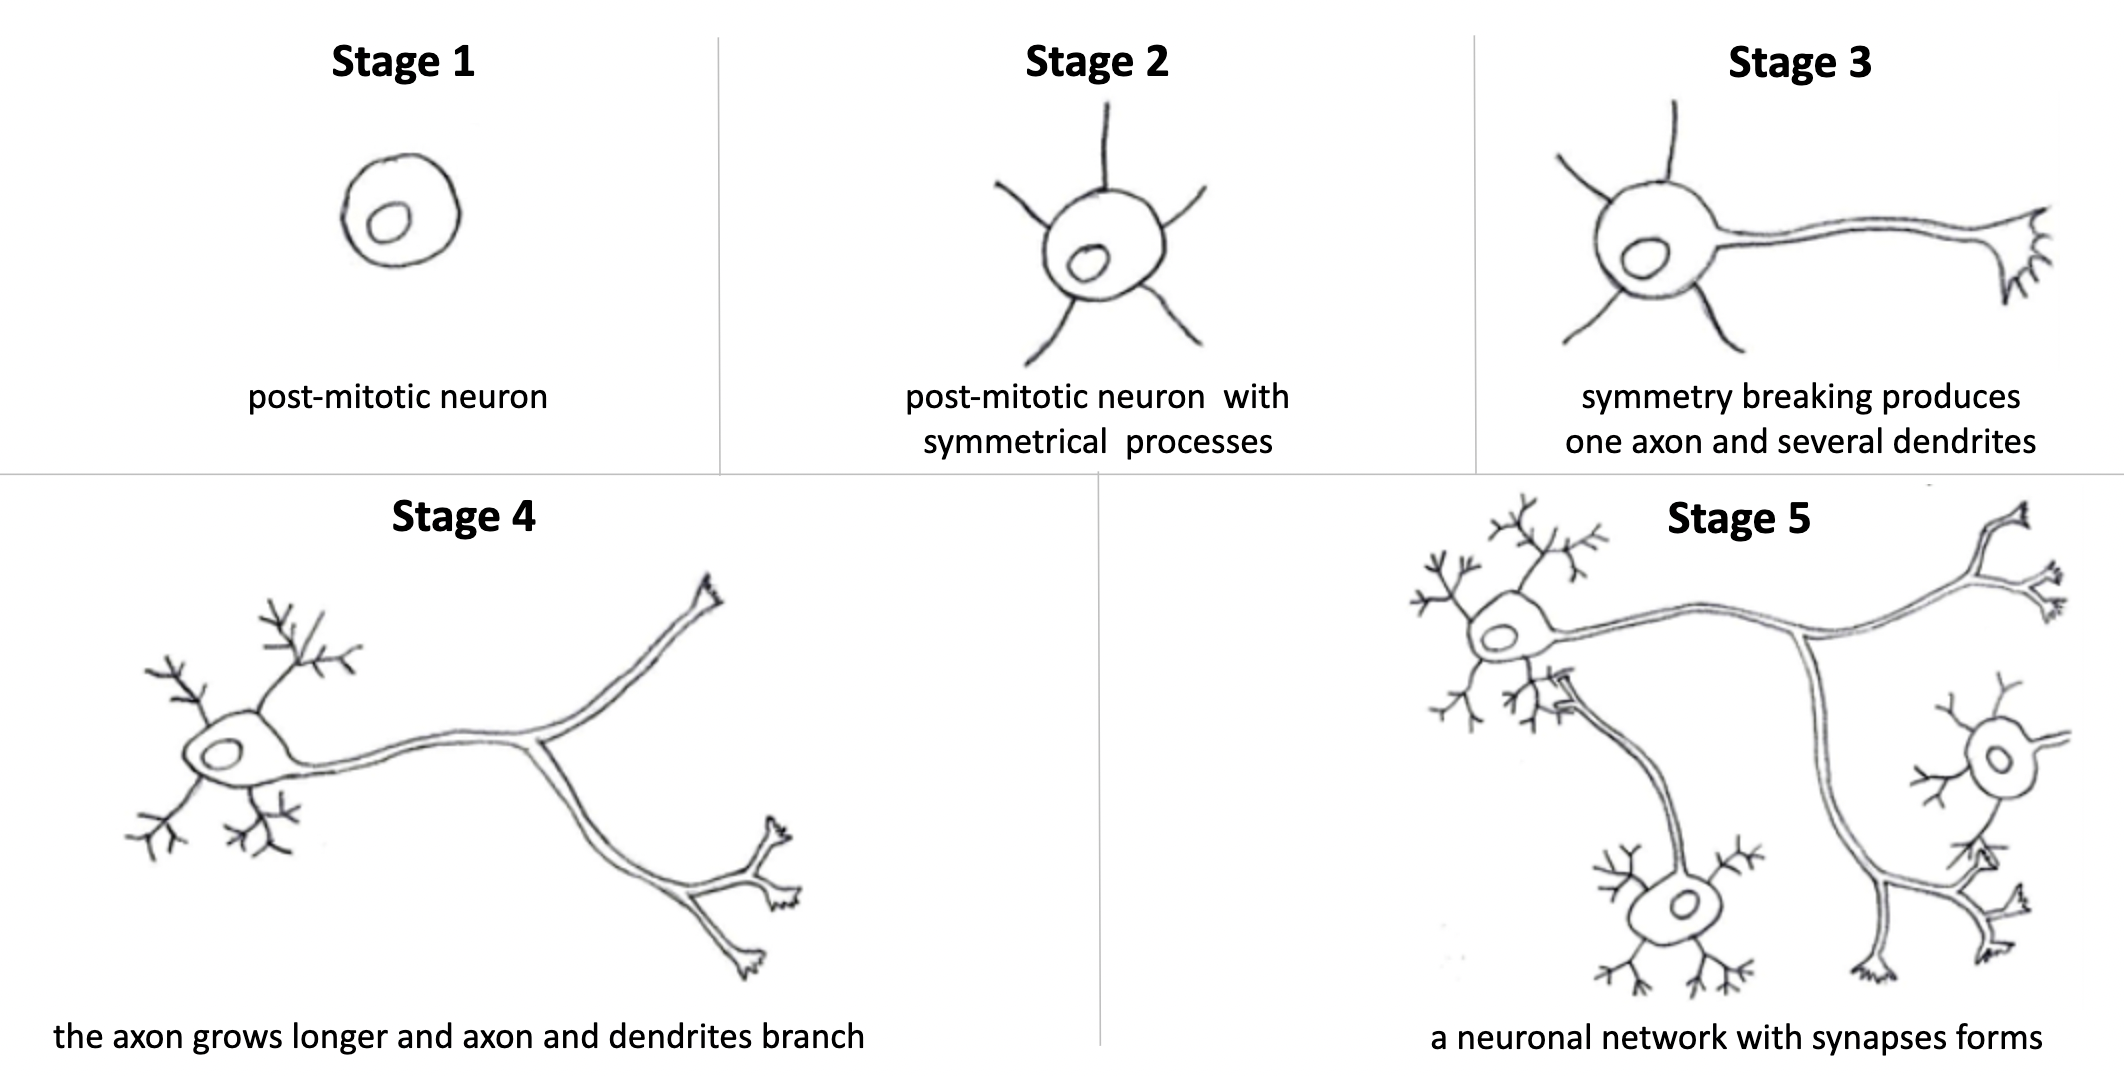 Stage 1
post-mitotic neuron
Stage 2
post-mitotic neuron with
symmetrical processes
Stage 3
symmetry breaking produces
one axon and several dendrites
Stage 4
the axon grows longer and axon and dendrites branch
Stage 5
a neuronal network with synapses forms